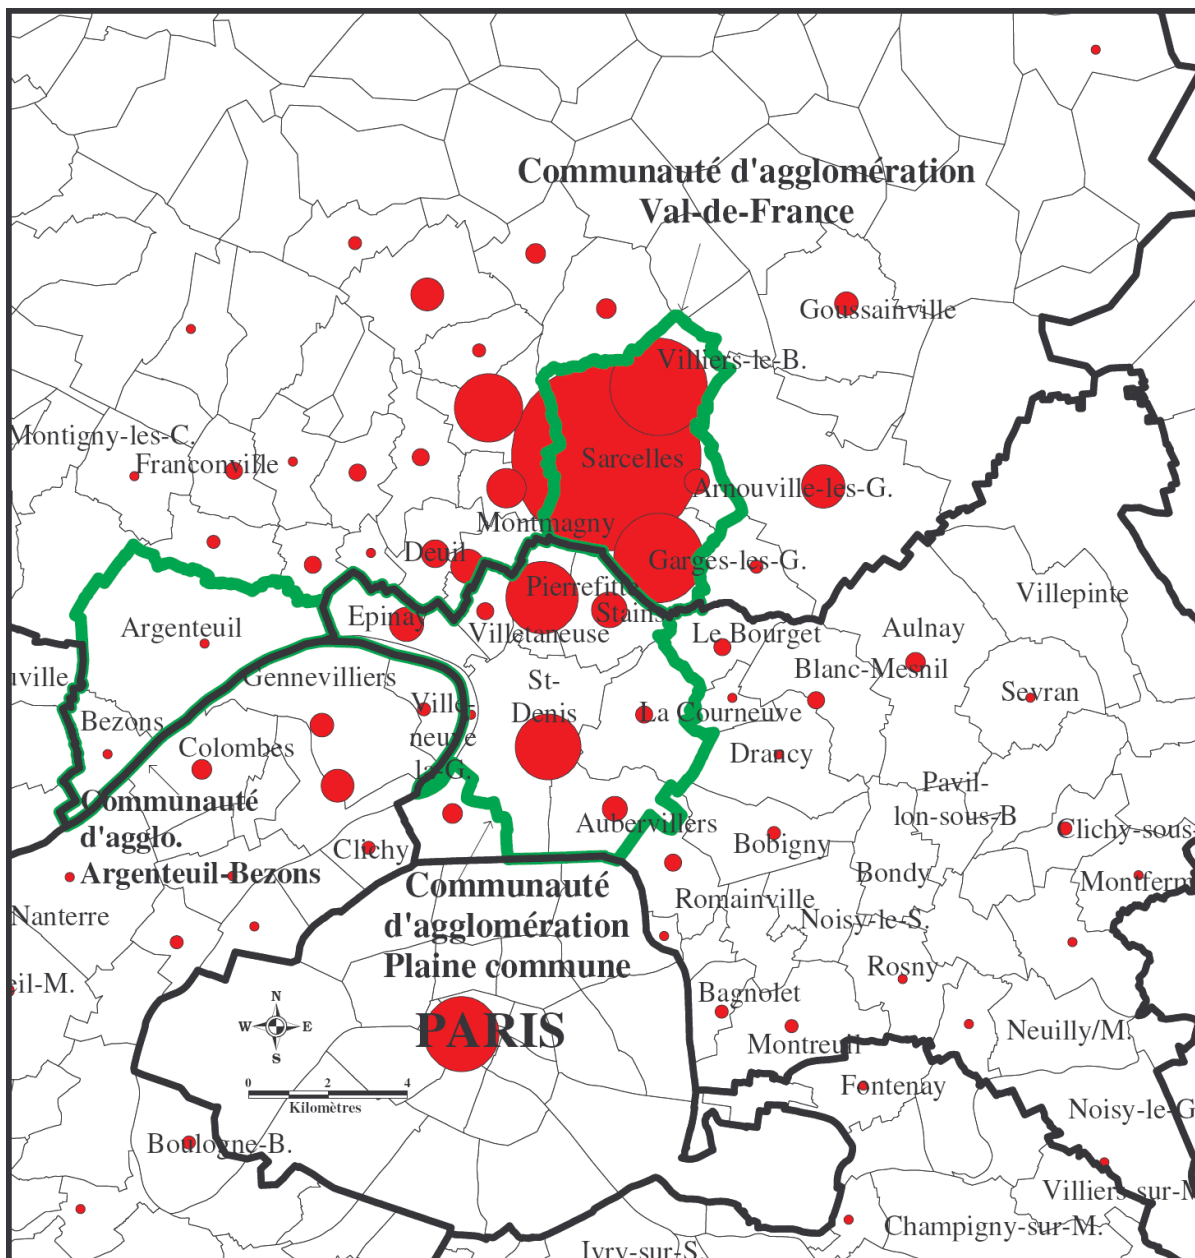 Communauté d'agglomération
Val-de-France
Goussainville
Villiers-le-B.
Montigny-les-C.
Franconville
Sarcelles
Arnouville-les-G.
Montmagny
Deuil
Garges-les-G.
Pierrefitte
Villepinte
Epinay
Stains
Argenteuil
Villetaneuse
Le Bourget
Aulnay
Blanc-Mesnil
uville
Gennevilliers
St-
Denis
Sevran
Bezons
Ville-
neuve
la-G.
La Courneuve
Colombes
Drancy
Pavil-
lon-sous-B
Communauté
d'agglo.
Argenteuil-Bezons
Aubervillers
Clichy-sous-
Bobigny
Clichy
Bondy
Montferm
Communauté
d'agglomération
Plaine commune
Romainville
Nanterre
Noisy-le-S.
Rosny
eil-M.
Bagnolet
N
W E
S
PARIS
Neuilly/M.
Montreuil
0 2 4
Kilomètres
Fontenay
Noisy-le-G
Boulogne-B.
Villiers-sur-M
Champigny-sur-M.
Ivry-sur-S.